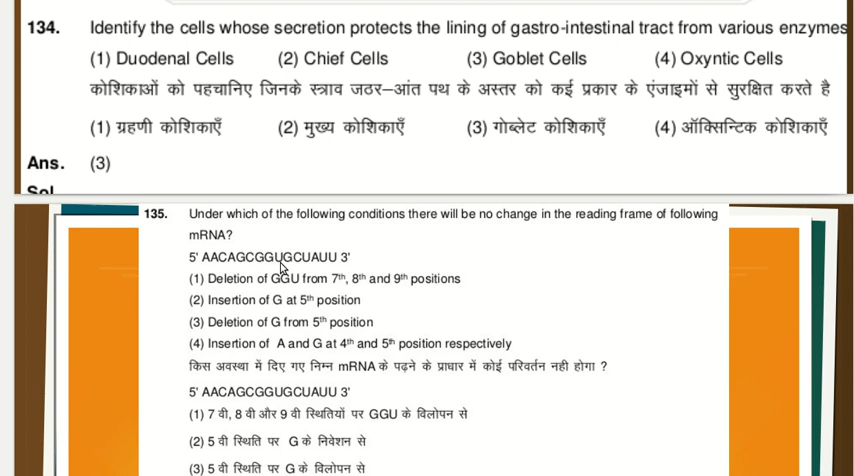 134. Identify the cells whose secretion protects the lining of gastro-intestinal tract from various enzymes
(1) Duodenal Cells (2) Chief Cells (3) Goblet Cells (4) Oxyntic Cells
कोशिकाओं को पहचानिए जिनके स्त्राव जठर–आंत पथ के अस्तर को कई प्रकार के एंजाइमों से सुरक्षित करते है
(1) ग्रहणी कोशिकाएँ (2) मुख्य कोशिकाएँ (3) गोब्लेट कोशिकाएँ (4) ऑक्सिन्टिक कोशिकाएँ
Ans. (3)
Sol
135. Under which of the following conditions there will be no change in the reading frame of following
mRNA?
5' AACAGCGGUGCUAUU 3'
(1) Deletion of GGU from 7th, 8th and 9th positions
(2) Insertion of G at 5th position
(3) Deletion of G from 5th position
(4) Insertion of A and G at 4th and 5th position respectively
किस अवस्था में दिए गए निम्न mRNA के पढ़ने के प्राधार में कोई परिवर्तन नही होगा ?
5' AACAGCGGUGCUAUU 3'
(1) 7 वी, 8 वी और 9 वी स्थितियों पर GGU के विलोपन से
(2) 5 वी स्थिति पर G के निवेशन से
(3) 5 वी स्थिति पर G के विलोपन से